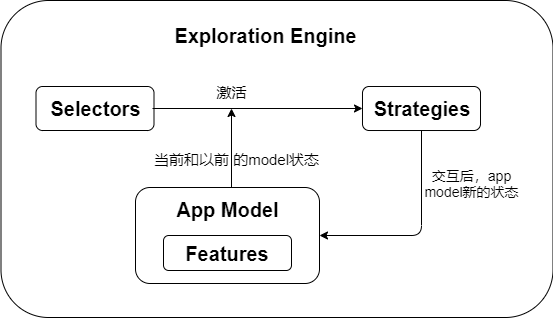 Exploration Engine
激活
Selectors
Strategies
当前和以前 的model状态
交互后，app
model新的状态
App Model
Features